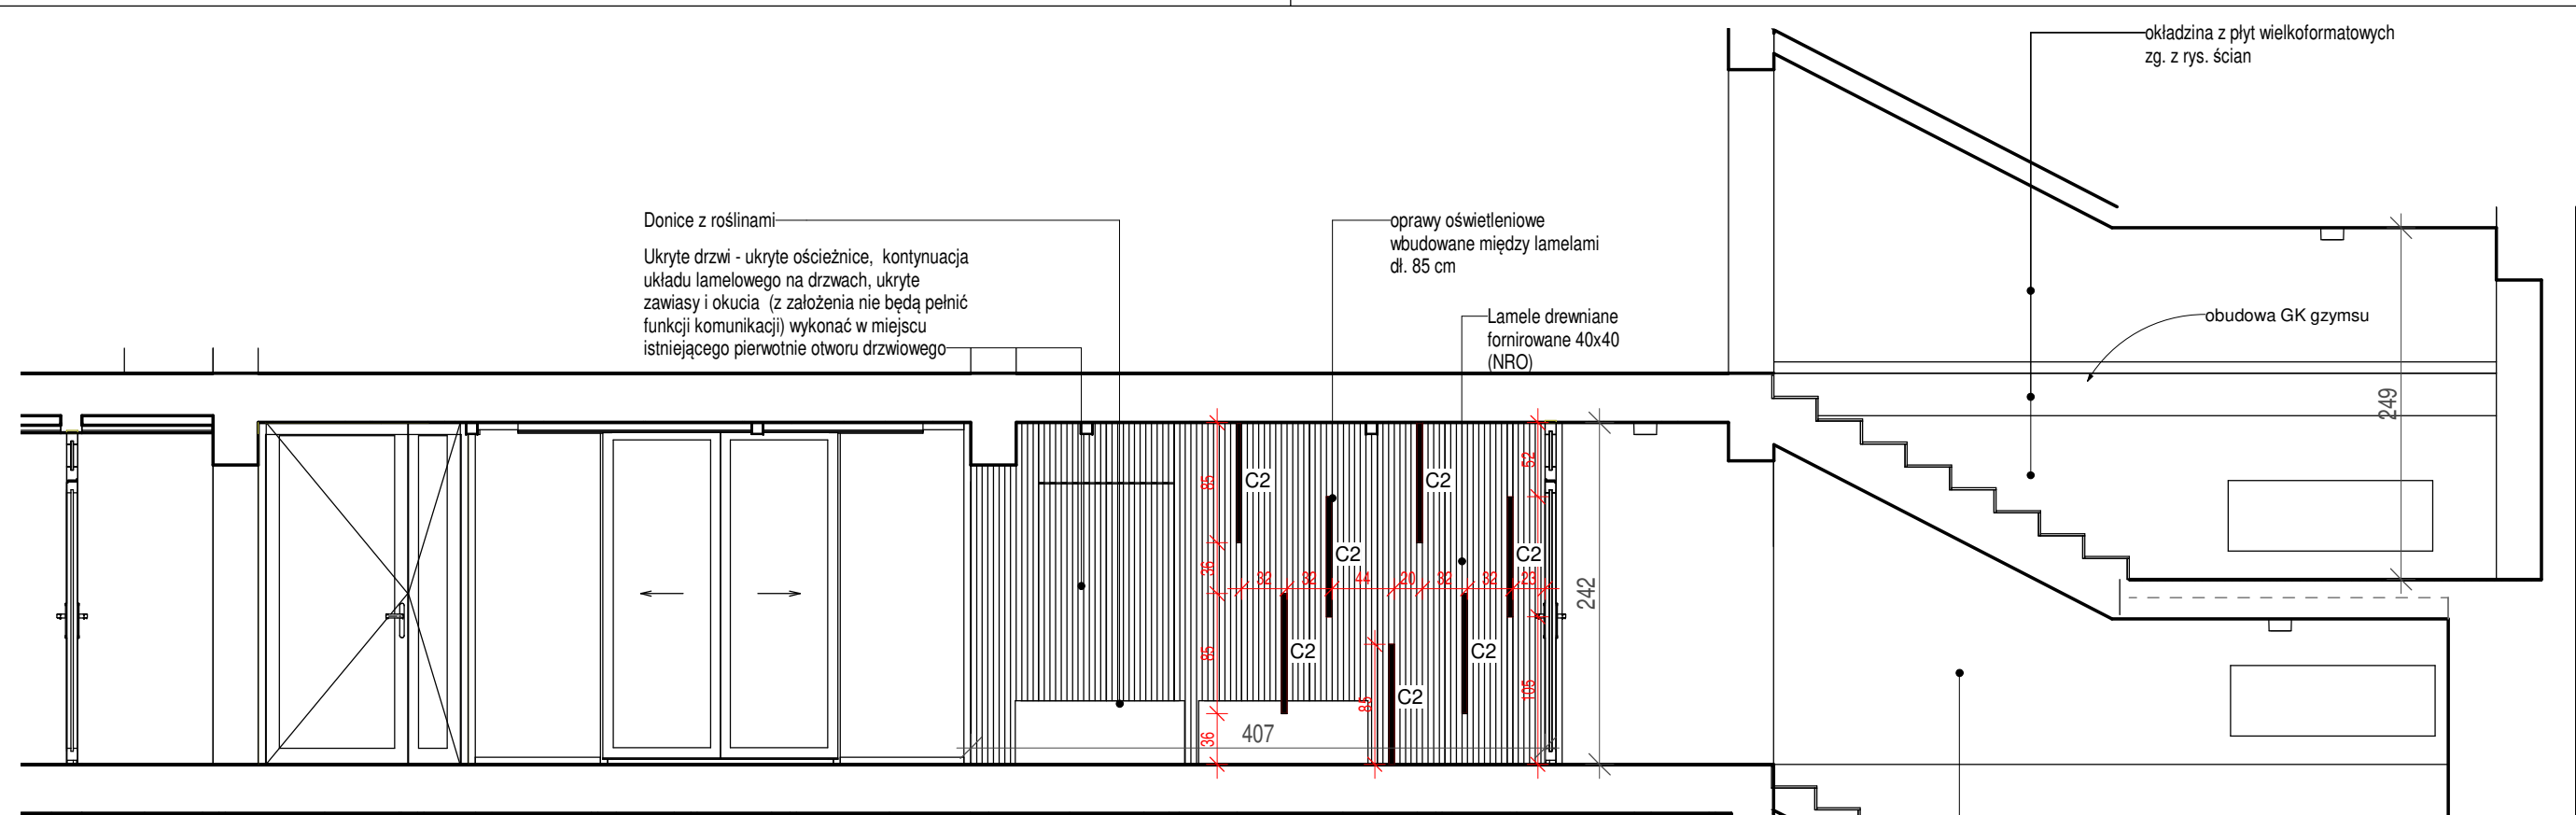 okładzina z płyt wielkoformatowych
zg. z rys. ścian
Donice z roślinami
Ukryte drzwi - ukryte ościeżnice, kontynuacja
układu lamelowego na drzwach, ukryte
zawiasy i okucia (z założenia nie będą pełnić
funkcji komunikacji) wykonać w miejscu
istniejącego pierwotnie otworu drzwiowego
oprawy oświetleniowe
wbudowane między lamelami
dł. 85 cm
Lamele drewniane
fornirowane 40x40
(NRO)
obudowa GK gzymsu
249
85
C2
C2
52
C2
C2
36
32
32
44
20
32
32
23
242
85
C2
C2
C2
85
105
36
407